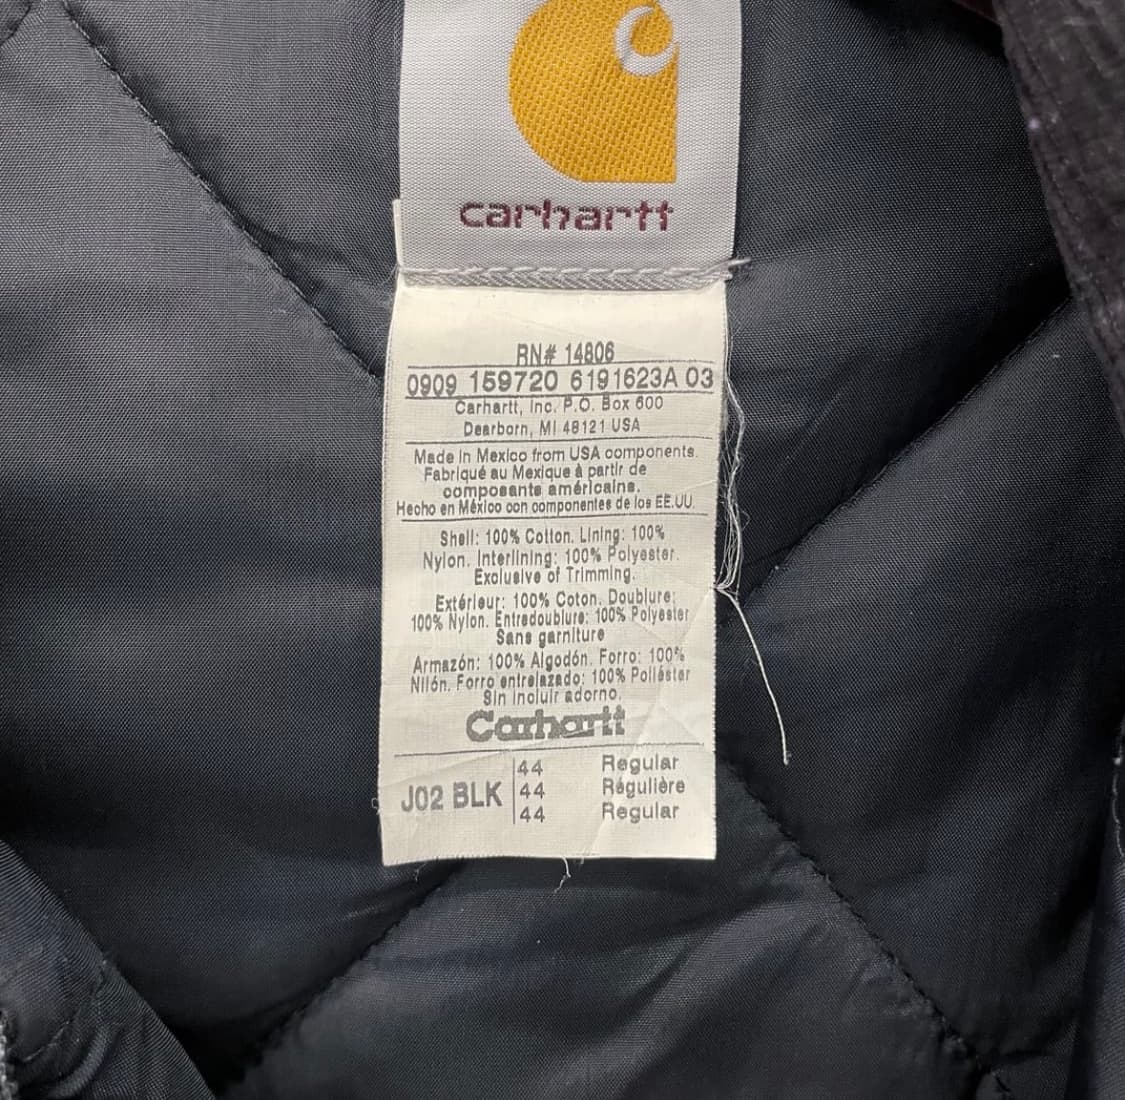 carhartt
RN# 14806
0909 159720 6191623A 03
Carhartt, Inc. P.O. Box 600
Dearborn, MI 48121 USA
Made in Mexico from USA components.
Fabriqué au Mexique à partir de
composants américains.
Hecho en México con componentes de los EE.UU.
Shell: 100% Cotton. Lining: 100%
Nylon. Interlining: 100% Polyester.
Exclusive of Trimming.
Extérieur: 100% Coton. Doublure:
100% Nylon. Entredoublure: 100% Polyester
Sans garniture
Armazón: 100% Algodón. Forro: 100%
Nilón. Forro entrelazado: 100% Poliéster
Sin incluir adorno.
Carhartt
J02 BLK
44 Regular
44 Régulière
44 Regular